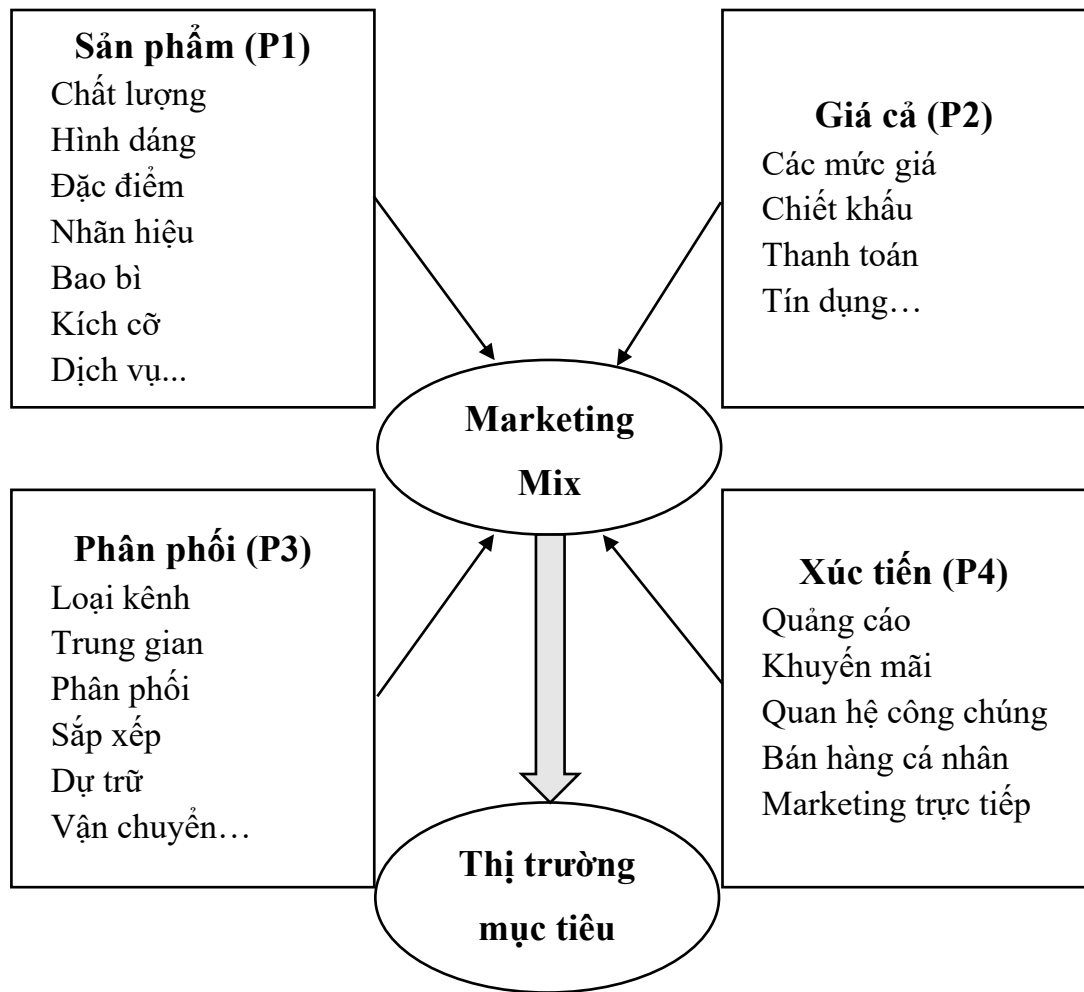 Sản phẩm (P1)
Chất lượng
Hình dáng
Đặc điểm
Nhãn hiệu
Bao bì
Kích cỡ
Dịch vụ...
Giá cả (P2)
Các mức giá
Chiết khấu
Thanh toán
Tín dụng…
Marketing
Mix
Phân phối (P3)
Loại kênh
Trung gian
Phân phối
Sắp xếp
Dự trữ
Vận chuyển…
Xúc tiến (P4)
Quảng cáo
Khuyến mãi
Quan hệ công chúng
Bán hàng cá nhân
Marketing trực tiếp
Thị trường
mục tiêu